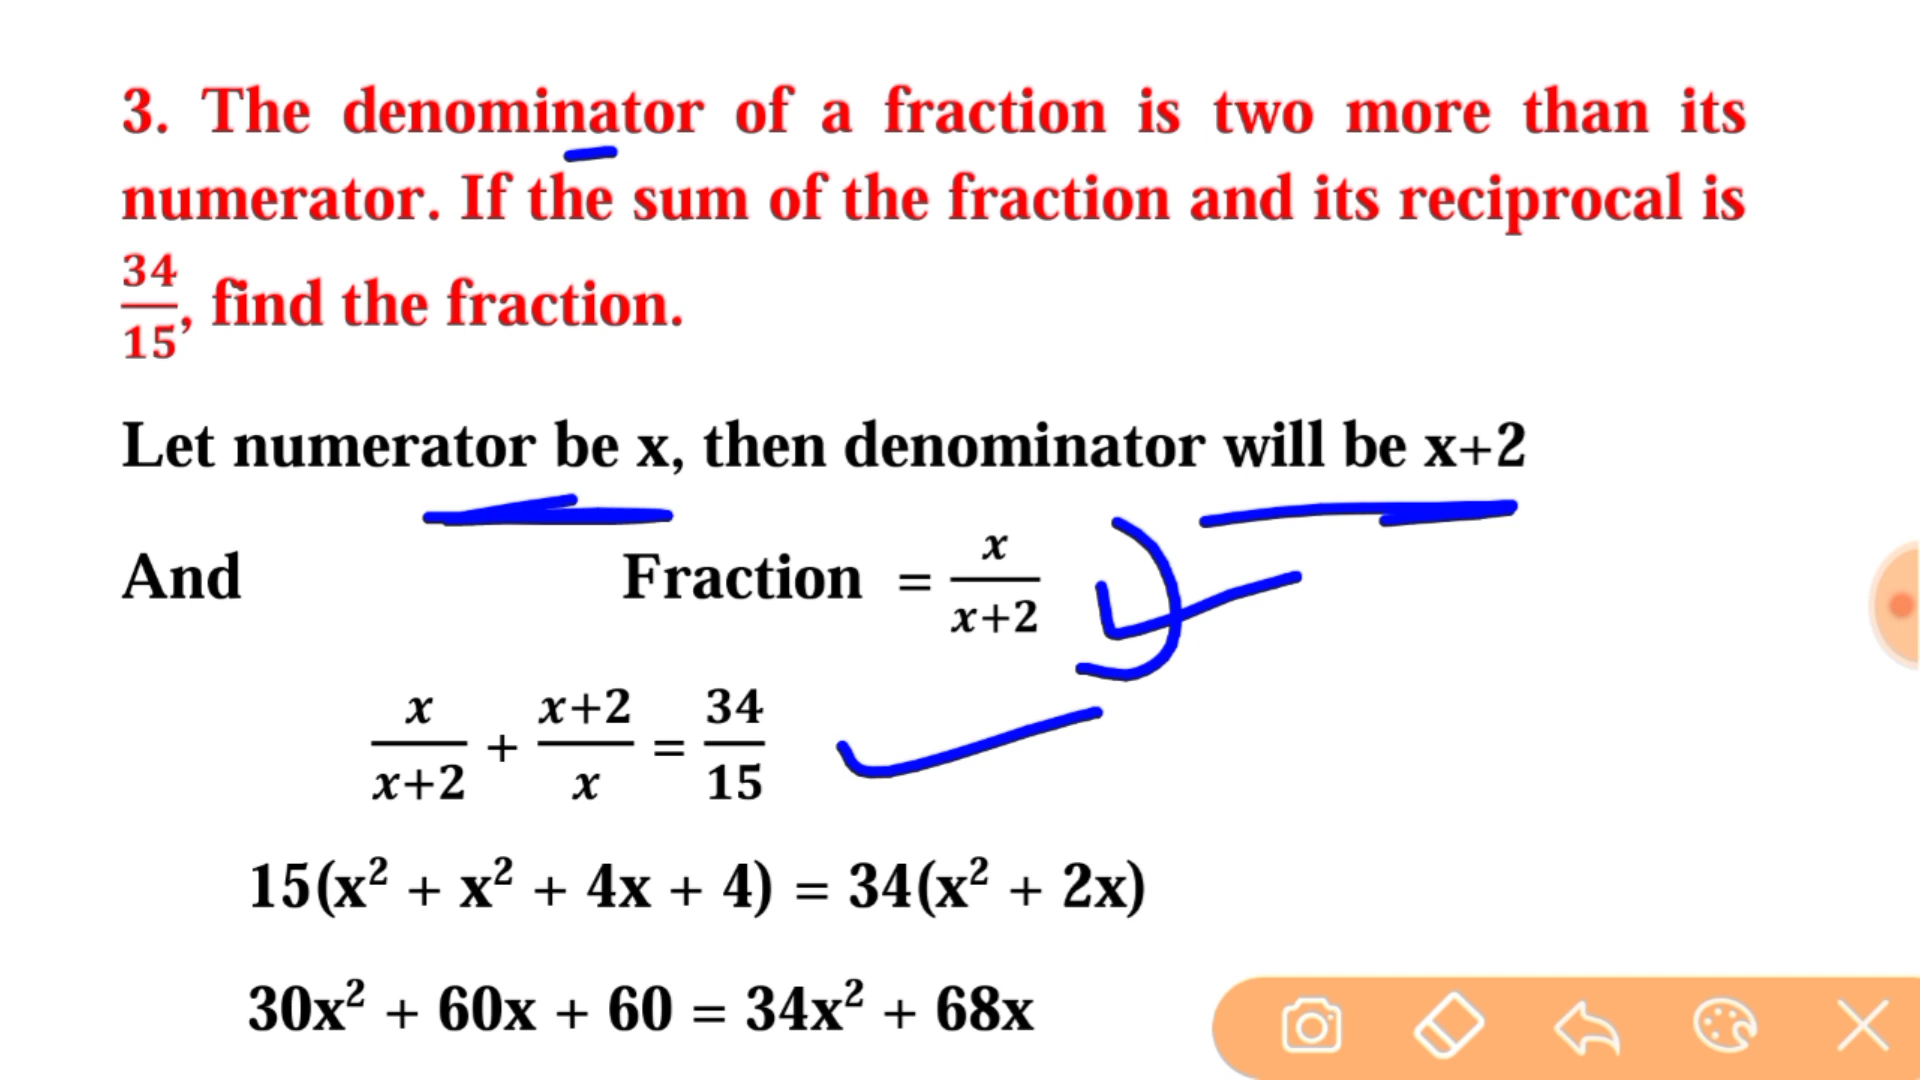 3. The denominator of a fraction is two more than its
numerator. If the sum of the fraction and its reciprocal is
34/15, find the fraction.
Let numerator be x, then denominator will be x+2
And Fraction = x/(x+2)
x/(x+2) + (x+2)/x = 34/15
15(x² + x² + 4x + 4) = 34(x² + 2x)
30x² + 60x + 60 = 34x² + 68x